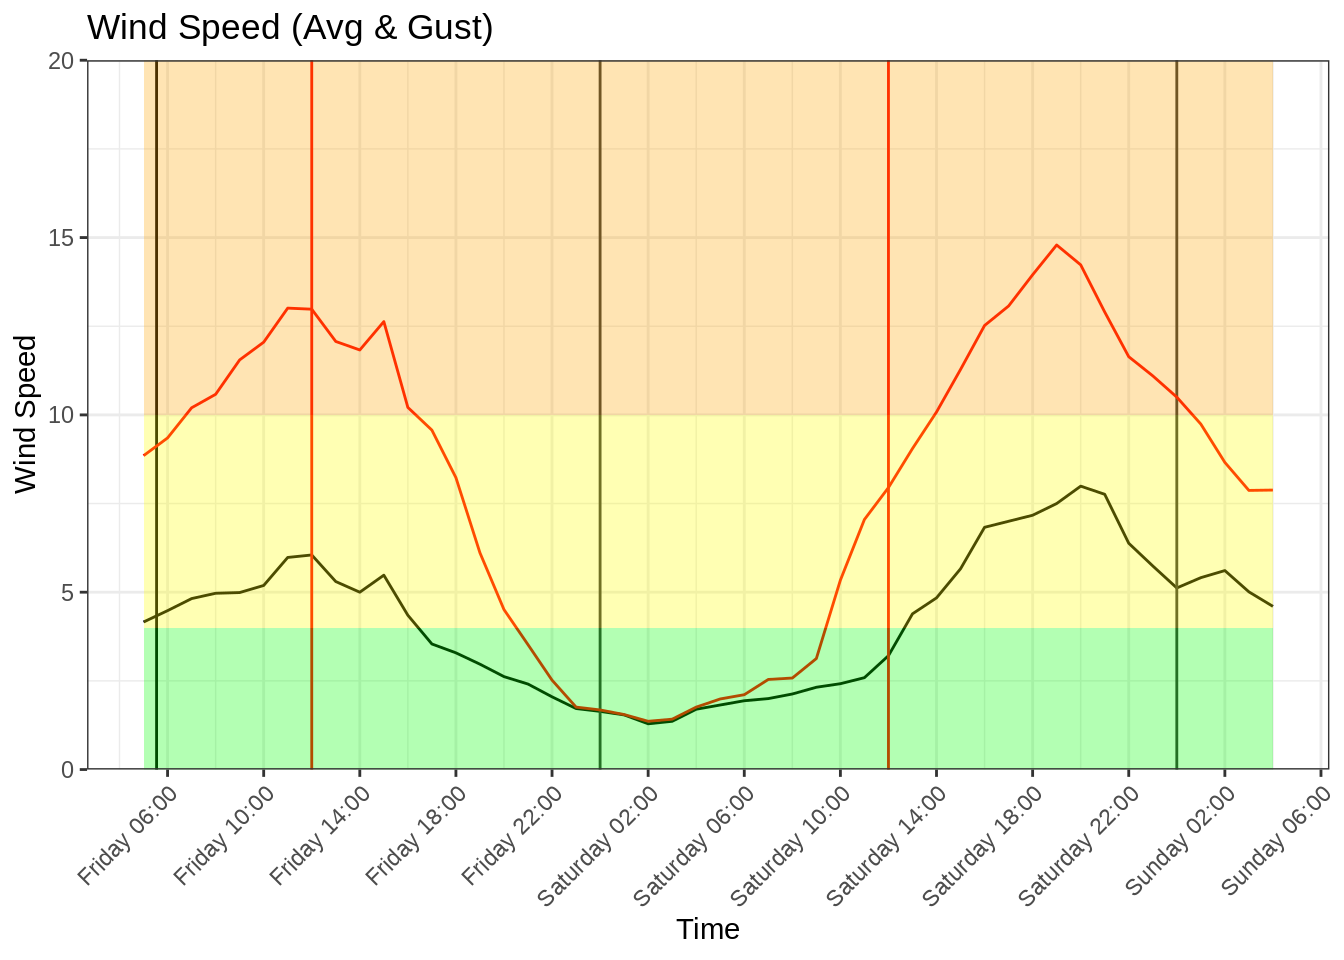 Wind Speed (Avg & Gust)
20
15
10
5
0
Wind Speed
Friday 06:00
Friday 10:00
Friday 14:00
Friday 18:00
Friday 22:00
Saturday 02:00
Saturday 06:00
Saturday 10:00
Saturday 14:00
Saturday 18:00
Saturday 22:00
Sunday 02:00
Sunday 06:00
Time